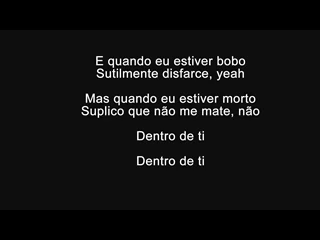 E quando eu estiver bobo
Sutilmente disfarce, yeah
Mas quando eu estiver morto
Suplico que não me mate, não
Dentro de ti
Dentro de ti